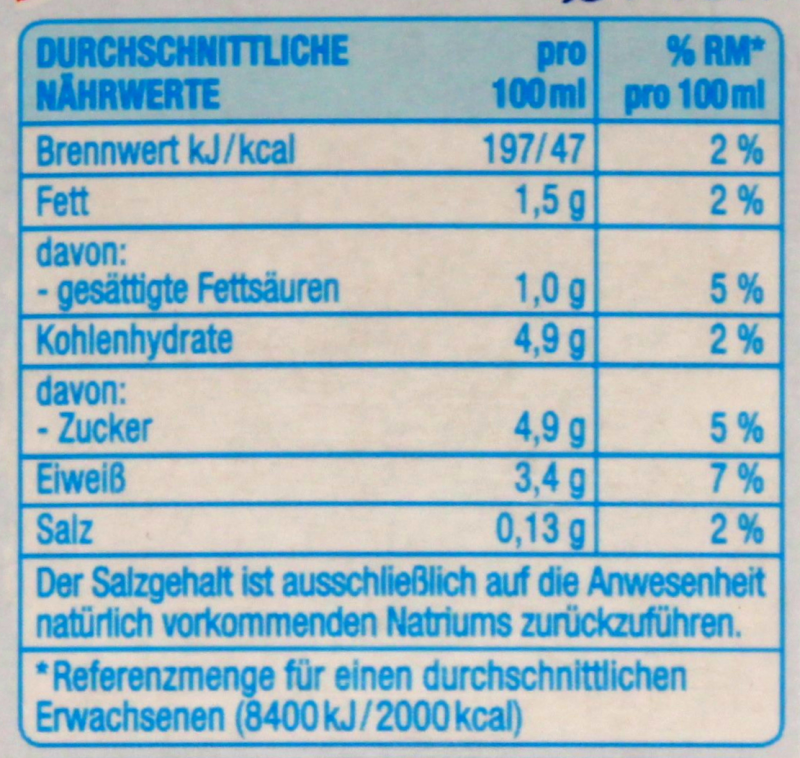 DURCHSCHNITTLICHE NÄHRWERTE pro 100 ml % RM* pro 100 ml
Brennwert kJ/kcal 197/47 2 %
Fett 1,5 g 2 %
davon:
- gesättigte Fettsäuren 1,0 g 5 %
Kohlenhydrate 4,9 g 2 %
davon:
- Zucker 4,9 g 5 %
Eiweiß 3,4 g 7 %
Salz 0,13 g 2 %
Der Salzgehalt ist ausschließlich auf die Anwesenheit
natürlich vorkommenden Natriums zurückzuführen.
*Referenzmenge für einen durchschnittlichen
Erwachsenen (8400 kJ/2000 kcal)